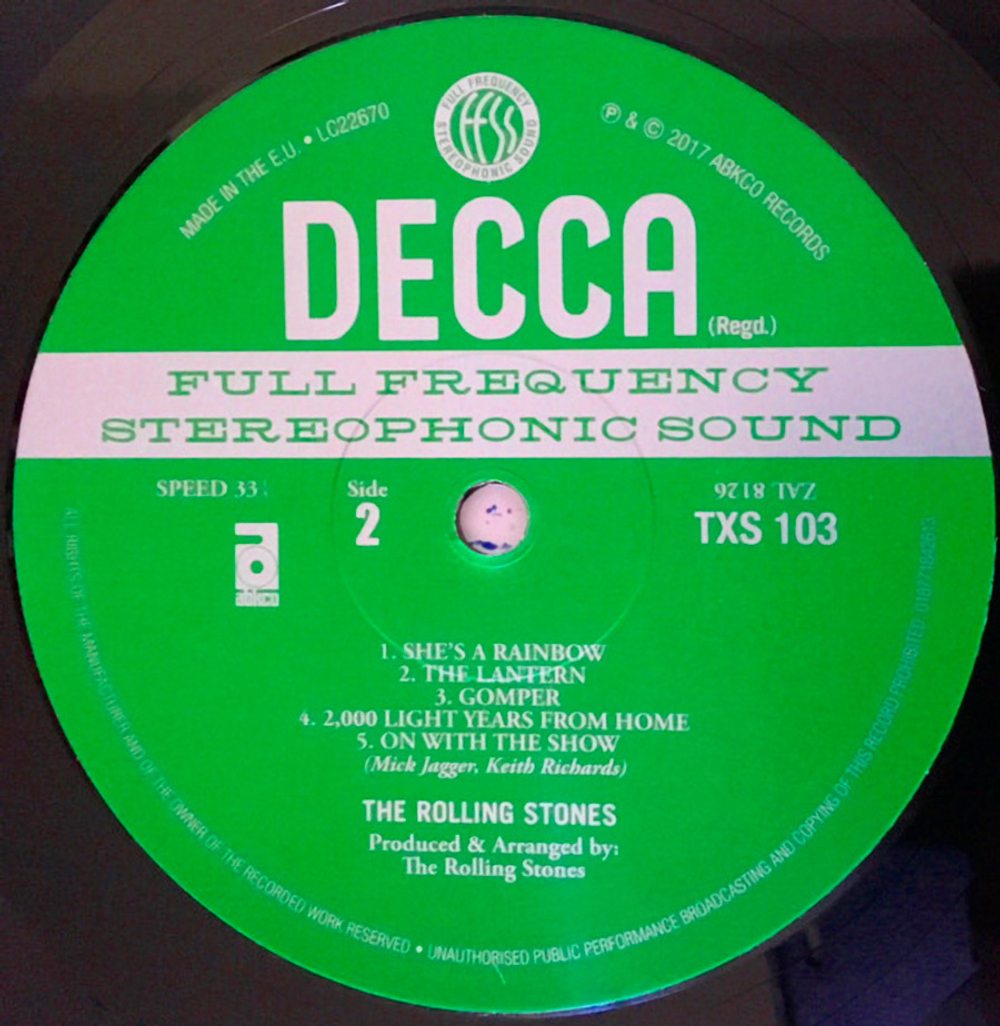 FULL FREQUENCY STEREOPHONIC SOUND
ffss
MADE IN THE E.U. • LC22670
℗ & © 2017 ABKCO RECORDS
DECCA (Regd.)
FULL FREQUENCY
STEREOPHONIC SOUND
SPEED 33
Side
2
ZAL 8126
TXS 103
1. SHE'S A RAINBOW
2. THE LANTERN
3. GOMPER
4. 2,000 LIGHT YEARS FROM HOME
5. ON WITH THE SHOW
(Mick Jagger, Keith Richards)
THE ROLLING STONES
Produced & Arranged by:
The Rolling Stones
ALL RIGHTS OF THE MANUFACTURER AND OF THE OWNER OF THE RECORDED WORK RESERVED • UNAUTHORISED PUBLIC PERFORMANCE BROADCASTING AND COPYING OF THIS RECORD PROHIBITED